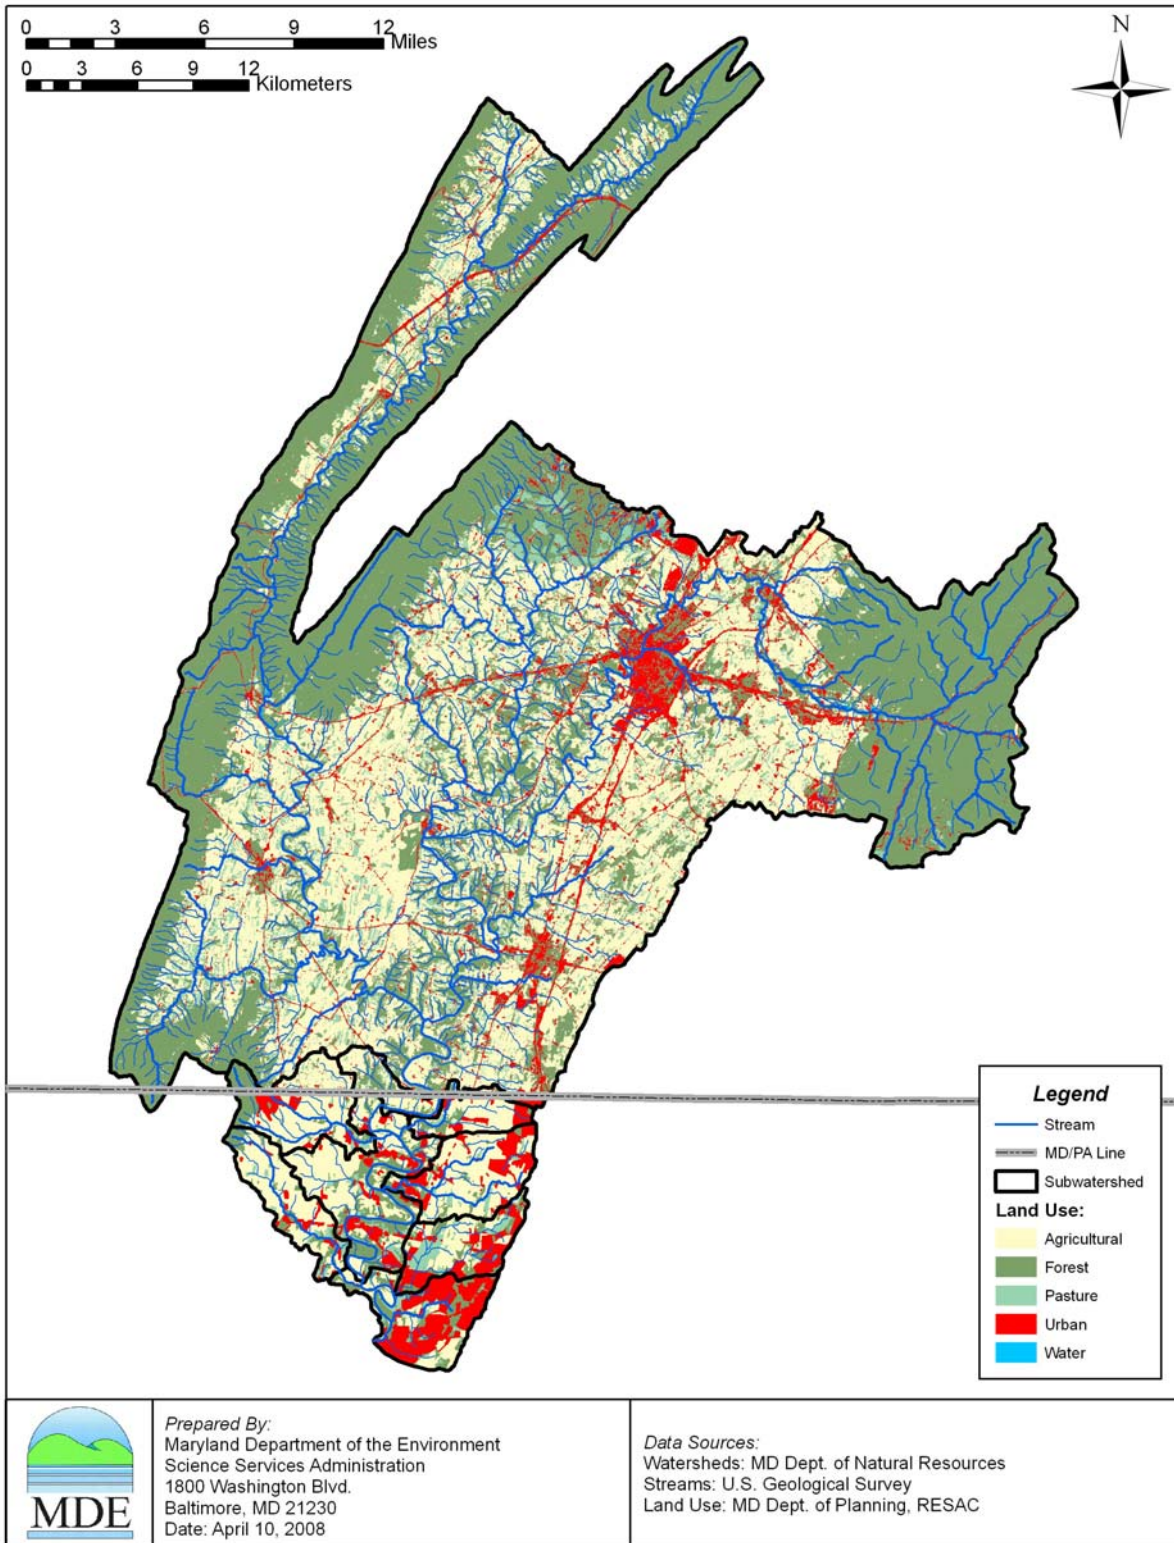 0 3 6 9 12 Miles
0 3 6 9 12 Kilometers
N
Legend
Stream
MD/PA Line
Subwatershed
Land Use:
Agricultural
Forest
Pasture
Urban
Water
MDE
Prepared By:
Maryland Department of the Environment
Science Services Administration
1800 Washington Blvd.
Baltimore, MD 21230
Date: April 10, 2008
Data Sources:
Watersheds: MD Dept. of Natural Resources
Streams: U.S. Geological Survey
Land Use: MD Dept. of Planning, RESAC